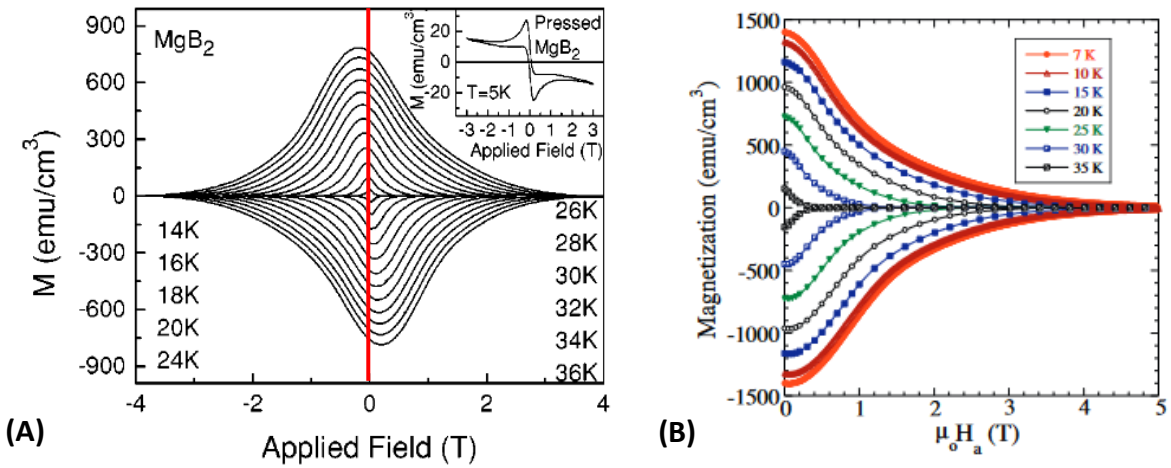 MgB2
M (emu/cm3)
900
600
300
0
-300
-600
-900
14K
16K
18K
20K
24K
26K
28K
30K
32K
34K
36K
-4
-2
0
2
4
Applied Field (T)
(A)
Pressed
MgB2
T=5K
M (emu/cm3)
20
10
0
-10
-20
-3 -2 -1 0 1 2 3
Applied Field (T)
1500
1000
500
0
-500
-1000
-1500
Magnetization (emu/cm3)
7 K
10 K
15 K
20 K
25 K
30 K
35 K
0 1 2 3 4 5
μoHa (T)
(B)